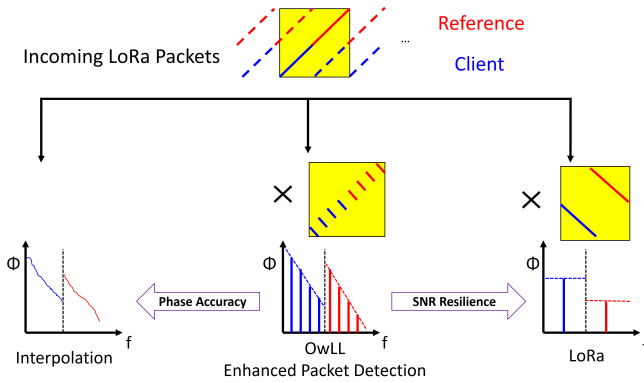 Reference
Incoming LoRa Packets
...
Client
×
×
Φ
Φ
Φ
Phase Accuracy
SNR Resilience
f
f
Interpolation
OwLL
LoRa
Enhanced Packet Detection